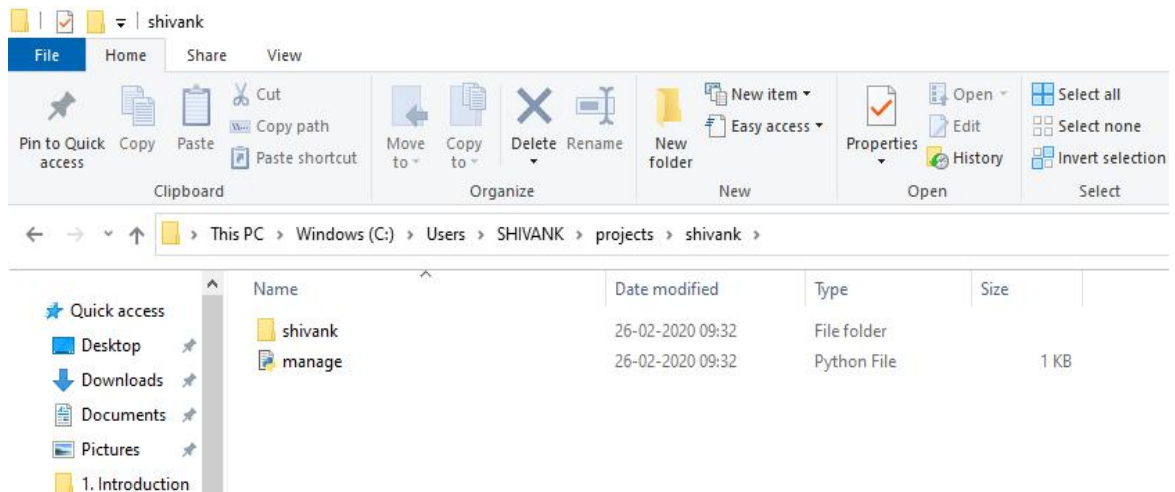 shivank
File Home Share View
Pin to Quick access
Copy
Paste
Cut
Copy path
Paste shortcut
Clipboard
Move to
Copy to
Delete
Rename
Organize
New folder
New item
Easy access
New
Properties
Open
Edit
History
Open
Select all
Select none
Invert selection
Select
This PC > Windows (C:) > Users > SHIVANK > projects > shivank >
Name Date modified Type Size
shivank 26-02-2020 09:32 File folder
manage 26-02-2020 09:32 Python File 1 KB
Quick access
Desktop
Downloads
Documents
Pictures
1. Introduction